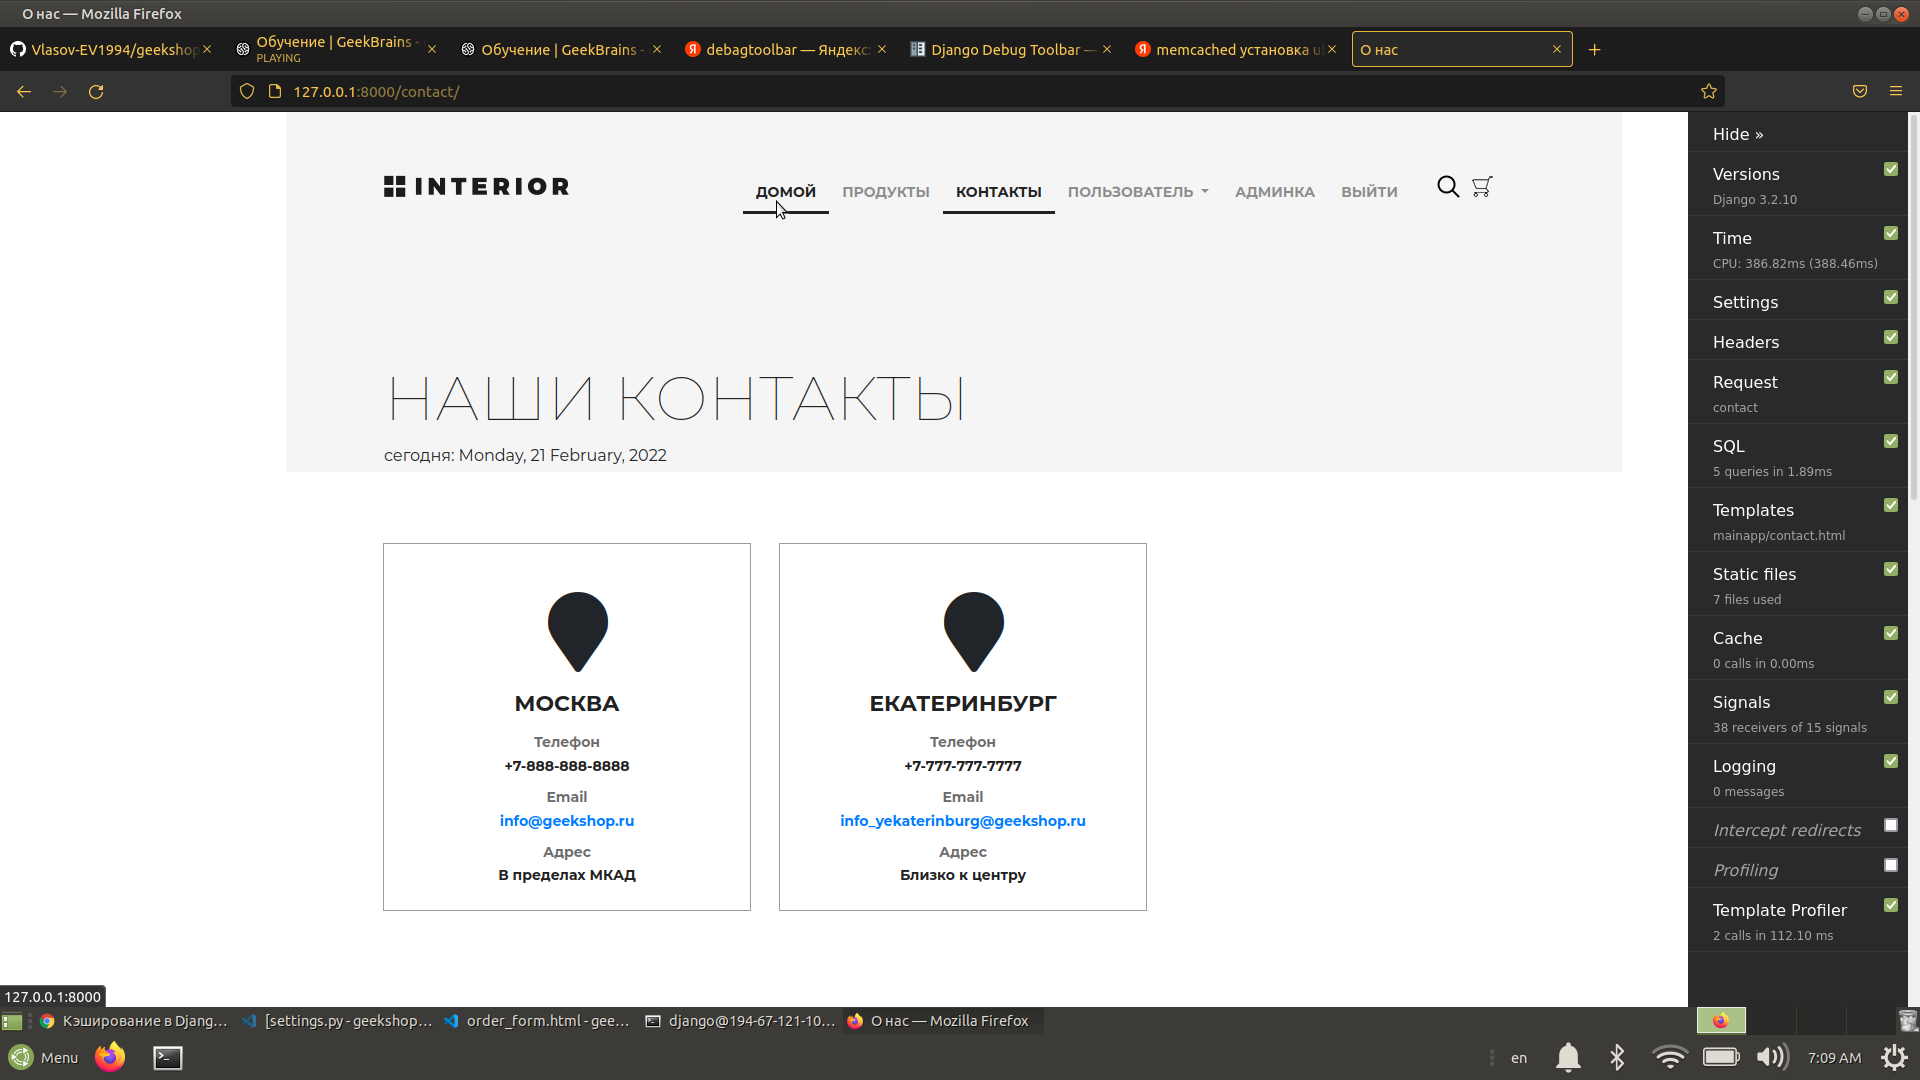 О нас — Mozilla Firefox
Vlasov-EV1994/geekshop
Обучение | GeekBrains -
PLAYING
Обучение | GeekBrains -
debagtoolbar — Яндекс:
Django Debug Toolbar —
memcached установка ul
О нас
127.0.0.1:8000/contact/
INTERIOR
ДОМОЙ
ПРОДУКТЫ
КОНТАКТЫ
ПОЛЬЗОВАТЕЛЬ
АДМИНКА
ВЫЙТИ
НАШИ КОНТАКТЫ
сегодня: Monday, 21 February, 2022
МОСКВА
Телефон
+7-888-888-8888
Email
info@geekshop.ru
Адрес
В пределах МКАД
ЕКАТЕРИНБУРГ
Телефон
+7-777-777-7777
Email
info_yekaterinburg@geekshop.ru
Адрес
Близко к центру
Hide »
Versions
Django 3.2.10
Time
CPU: 386.82ms (388.46ms)
Settings
Headers
Request
contact
SQL
5 queries in 1.89ms
Templates
mainapp/contact.html
Static files
7 files used
Cache
0 calls in 0.00ms
Signals
38 receivers of 15 signals
Logging
0 messages
Intercept redirects
Profiling
Template Profiler
2 calls in 112.10 ms
127.0.0.1:8000
Кэширование в Djang...
[settings.py - geekshop...
order_form.html - gee...
django@194-67-121-10...
О нас — Mozilla Firefox
Menu
en
7:09 AM